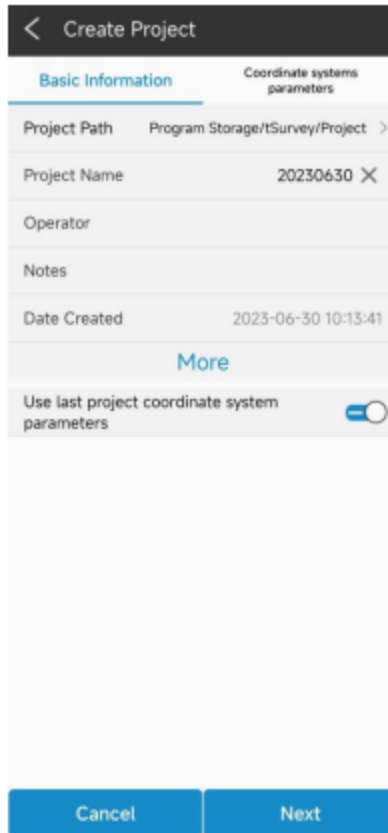 Create Project
Basic Information
Coordinate systems
parameters
Project Path Program Storage/tSurvey/Project
Project Name 20230630
Operator
Notes
Date Created 2023-06-30 10:13:41
More
Use last project coordinate system
parameters
Cancel Next